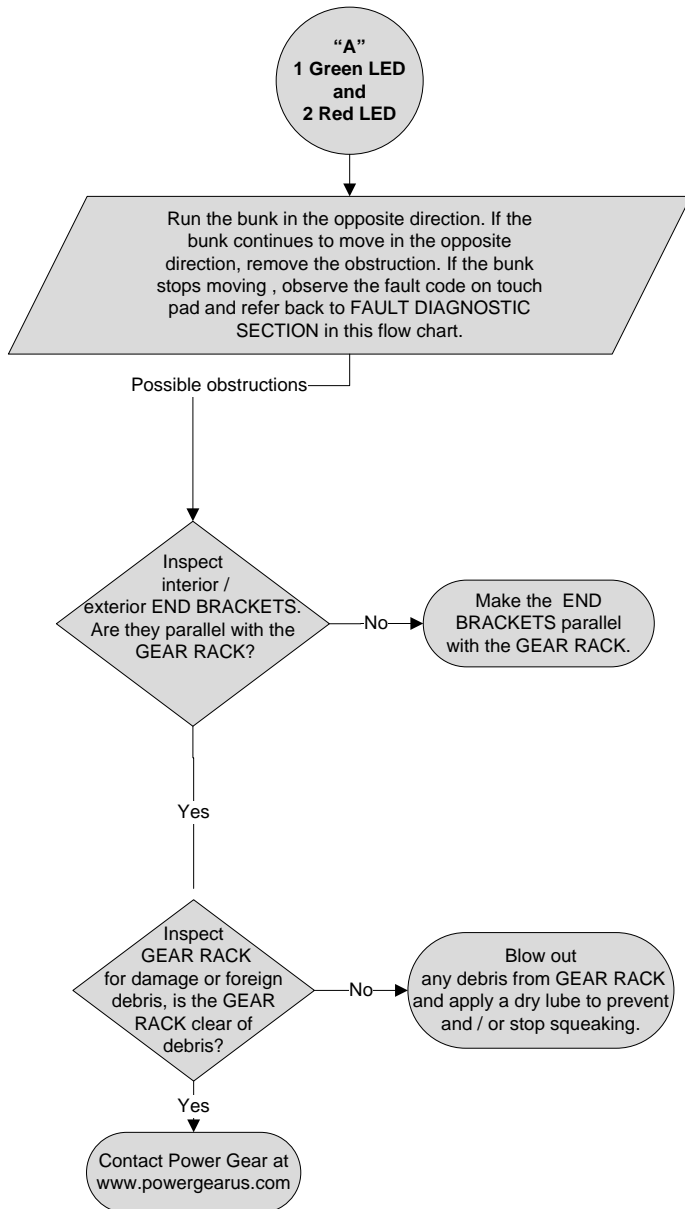 “A”
1 Green LED
and
2 Red LED
Run the bunk in the opposite direction. If the
bunk continues to move in the opposite
direction, remove the obstruction. If the bunk
stops moving , observe the fault code on touch
pad and refer back to FAULT DIAGNOSTIC
SECTION in this flow chart.
Possible obstructions
Inspect
interior /
exterior END BRACKETS.
Are they parallel with the
GEAR RACK?
No
Make the END
BRACKETS parallel
with the GEAR RACK.
Yes
Inspect
GEAR RACK
for damage or foreign
debris, is the GEAR
RACK clear of
debris?
No
Blow out
any debris from GEAR RACK
and apply a dry lube to prevent
and / or stop squeaking.
Yes
Contact Power Gear at
www.powergearus.com